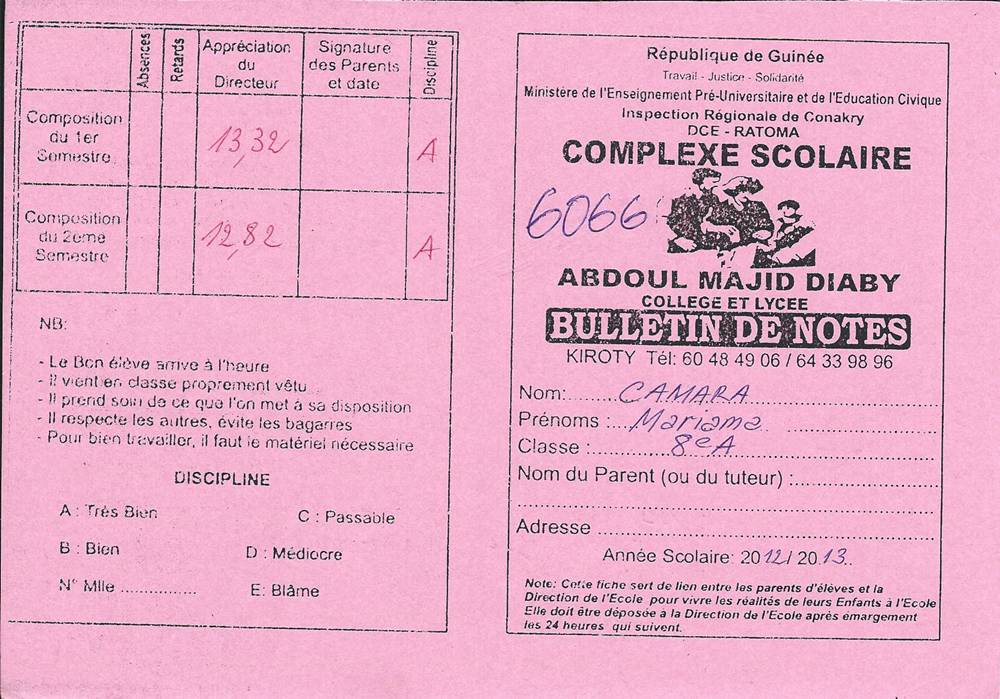 Absences
Retards
Appréciation du Directeur
Signature des Parents et date
Discipline
Composition du 1er Semestre
13,32
A
Composition du 2eme Semestre
12,82
A
NB:
- Le Bon élève arrive à l'heure
- Il vient en classe proprement vêtu
- Il prend soin de ce que l'on met à sa disposition
- Il respecte les autres, évite les bagarres
- Pour bien travailler, il faut le matériel nécessaire
DISCIPLINE
A : Très Bien
C : Passable
B : Bien
D : Médiocre
N° Mlle .................
E: Blâme
République de Guinée
Travail - Justice - Solidarité
Ministère de l'Enseignement Pré-Universitaire et de l'Education Civique
Inspection Régionale de Conakry
DCE - RATOMA
COMPLEXE SCOLAIRE
6066
ABDOUL MAJID DIABY
COLLEGE ET LYCEE
BULLETIN DE NOTES
KIROTY Tél: 60 48 49 06 / 64 33 98 96
Nom:........CAMARA
Prénoms :...Mariama..............................
Classe :............8eA
Nom du Parent (ou du tuteur) :........................
Adresse ..........................................................
Année Scolaire: 2012/ 2013..
Note: Cette fiche sert de lien entre les parents d'élèves et la
Direction de l'Ecole pour vivre les réalités de leurs Enfants à l'Ecole
Elle doit être déposée à la Direction de l'Ecole après émargement
les 24 heures qui suivent.